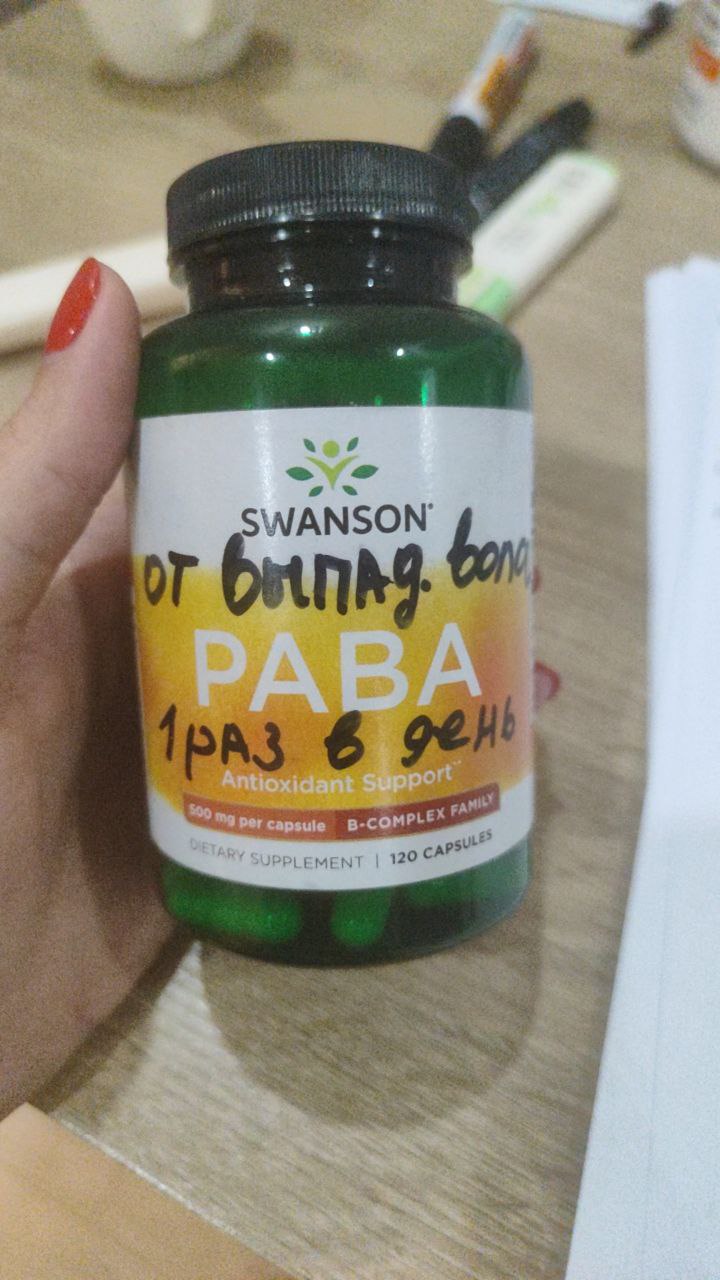 SWANSON®
от выпад. воло
PABA
1 раз в день
Antioxidant Support
500 mg per capsule B-COMPLEX FAMILY
DIETARY SUPPLEMENT | 120 CAPSULES